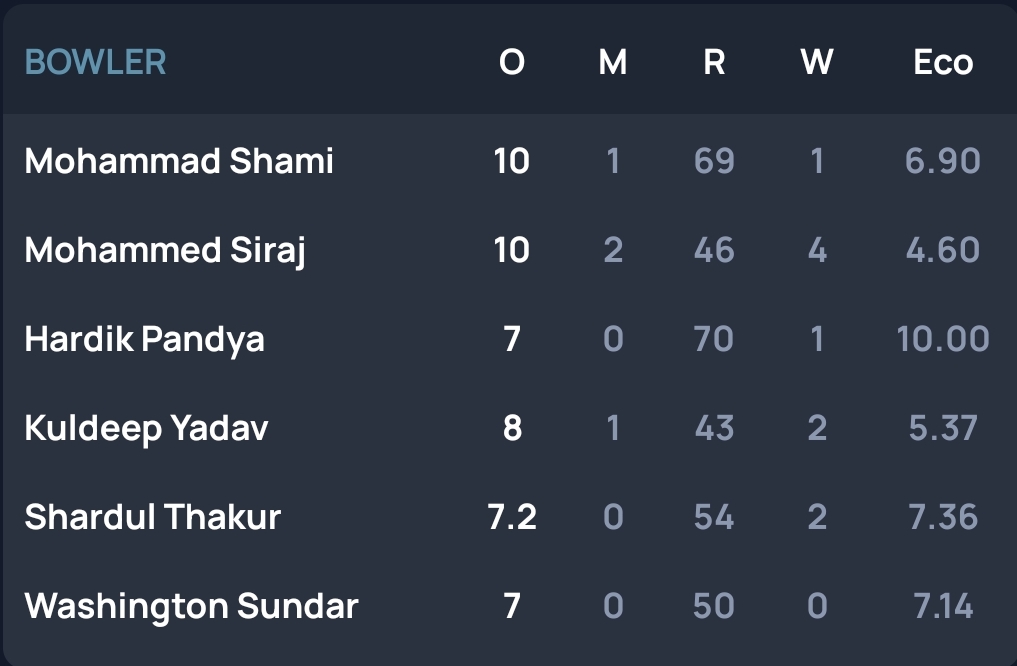 BOWLER O M R W Eco
Mohammad Shami 10 1 69 1 6.90
Mohammed Siraj 10 2 46 4 4.60
Hardik Pandya 7 0 70 1 10.00
Kuldeep Yadav 8 1 43 2 5.37
Shardul Thakur 7.2 0 54 2 7.36
Washington Sundar 7 0 50 0 7.14